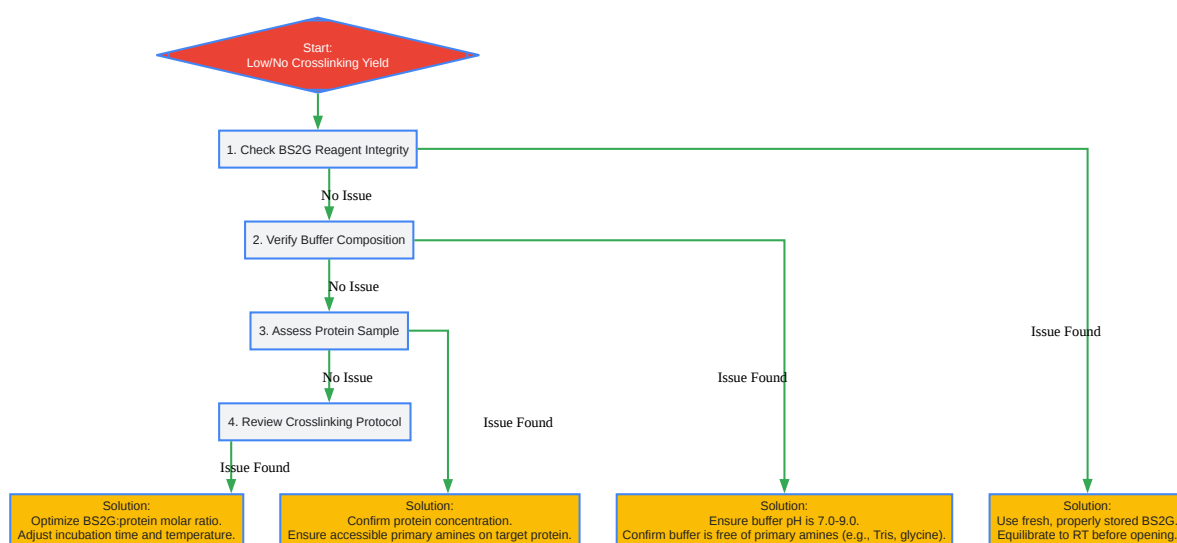 Start:
Low/No Crosslinking Yield
1. Check BS2G Reagent Integrity
No Issue
2. Verify Buffer Composition
No Issue
3. Assess Protein Sample
Issue Found
No Issue
Issue Found
4. Review Crosslinking Protocol
Issue Found
Issue Found
Solution:
Optimize BS2G:protein molar ratio.
Adjust incubation time and temperature.
Solution:
Confirm protein concentration.
Ensure accessible primary amines on target protein.
Solution:
Ensure buffer pH is 7.0-9.0.
Confirm buffer is free of primary amines (e.g., Tris, glycine).
Solution:
Use fresh, properly stored BS2G.
Equilibrate to RT before opening.